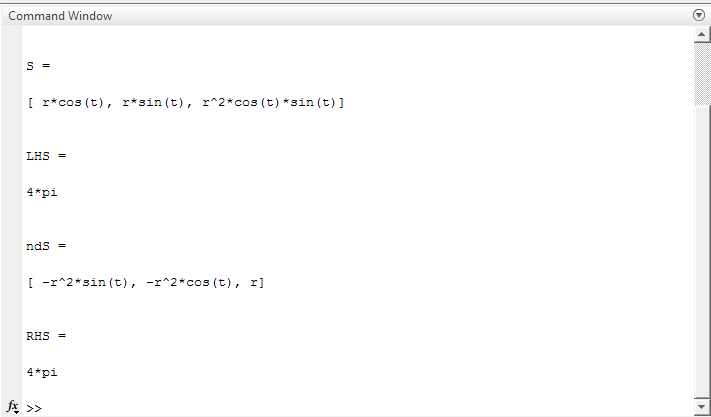 Command Window
S =
[ r*cos(t), r*sin(t), r^2*cos(t)*sin(t)]
LHS =
4*pi
ndS =
[ -r^2*sin(t), -r^2*cos(t), r]
RHS =
4*pi
fx >>